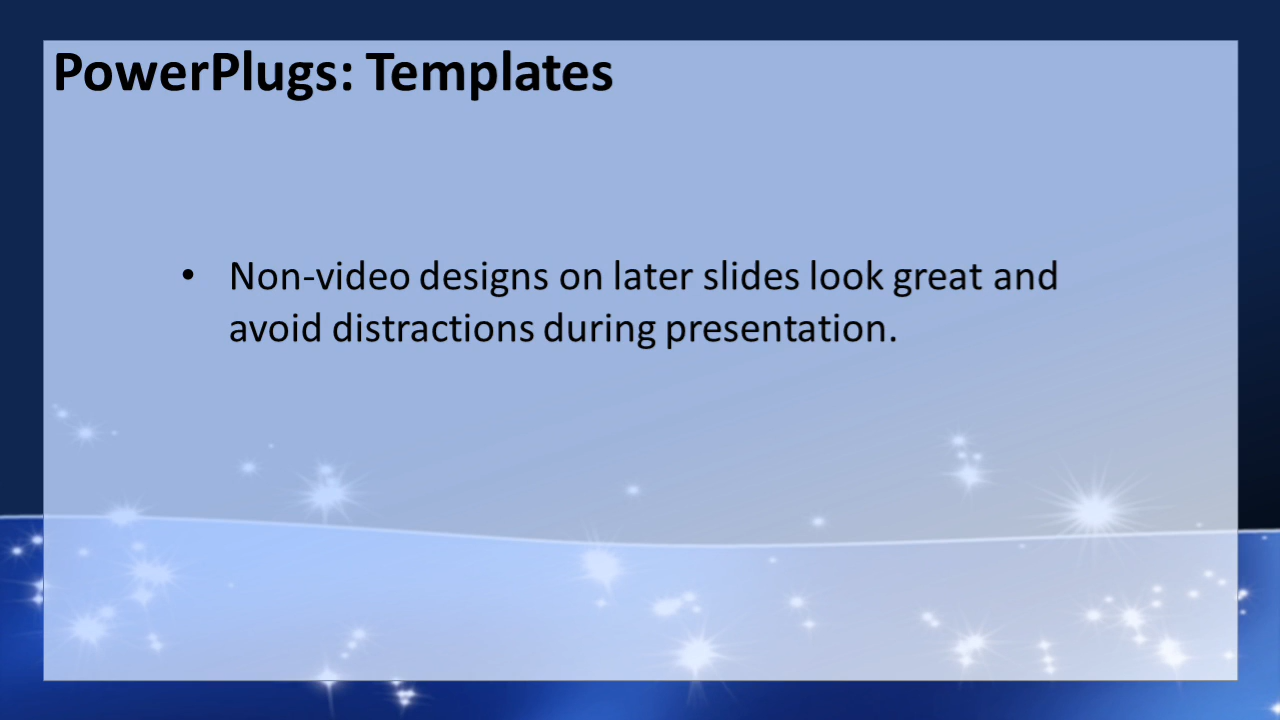 PowerPlugs: Templates
• Non-video designs on later slides look great and
avoid distractions during presentation.